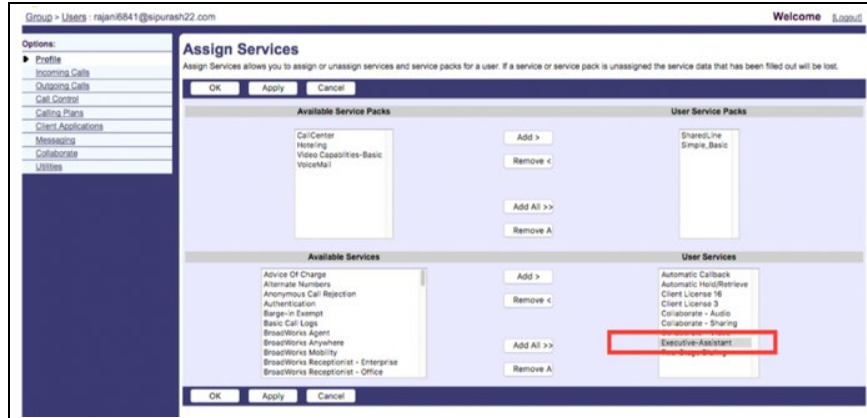 Group > Users : rajani6841@sipurash22.com
Welcome [Logout]
Options:
Profile
Incoming Calls
Outgoing Calls
Call Control
Calling Plans
Client Applications
Messaging
Collaborate
Utilities
Assign Services
Assign Services allows you to assign or unassign services and service packs for a user. If a service or service pack is unassigned the service data that has been filled out will be lost.
OK Apply Cancel
Available Service Packs
CallCenter
Hoteling
Video Capablities-Basic
VoiceMail
Add >
Remove <
Add All >>
Remove A
User Service Packs
SharedLine
Simple_Basic
Available Services
Advice Of Charge
Alternate Numbers
Anonymous Call Rejection
Authentication
Barge-in Exempt
Basic Call Logs
BroadWorks Agent
BroadWorks Anywhere
BroadWorks Mobility
BroadWorks Receptionist - Enterprise
BroadWorks Receptionist - Office
Add >
Remove <
Add All >>
Remove A
User Services
Automatic Callback
Automatic Hold/Retrieve
Client License 16
Client License 3
Collaborate - Audio
Collaborate - Sharing
Executive-Assistant
OK Apply Cancel